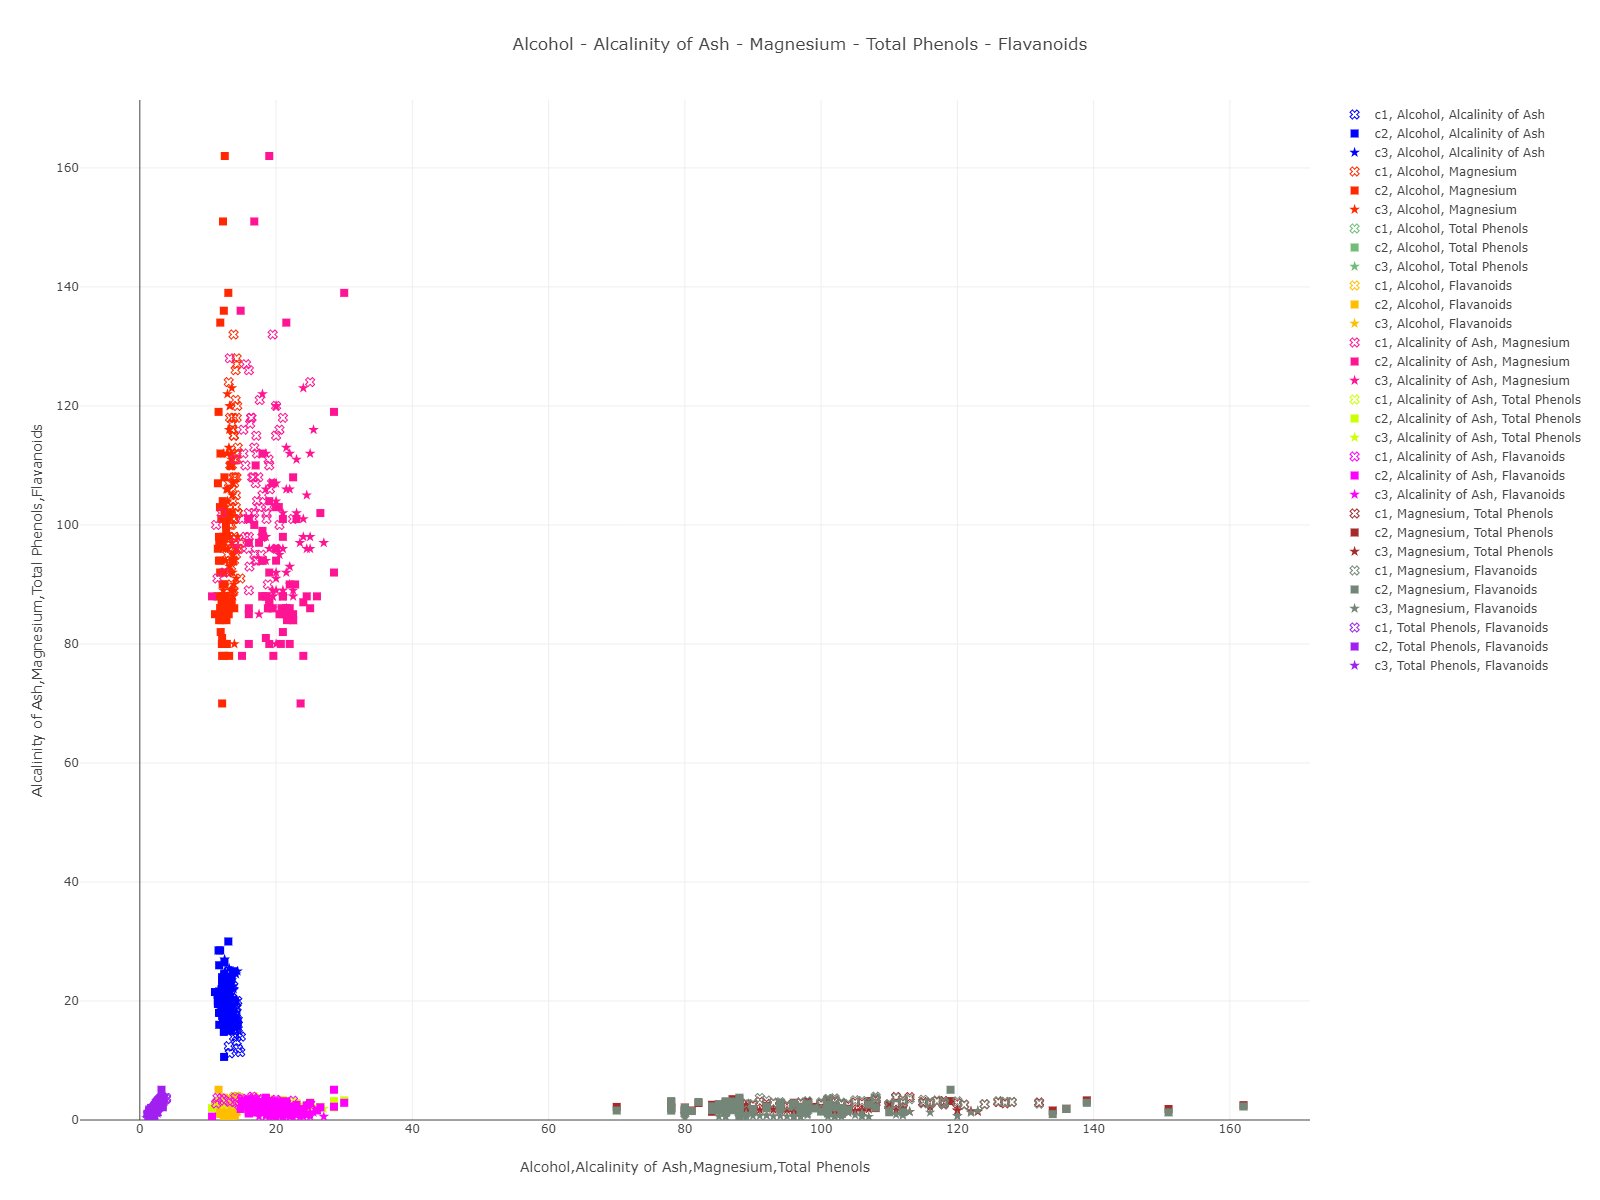 Alcohol - Alcalinity of Ash - Magnesium - Total Phenols - Flavanoids
Alcalinity of Ash,Magnesium,Total Phenols,Flavanoids
160
140
120
100
80
60
40
20
0
0
20
40
60
80
100
120
140
160
Alcohol,Alcalinity of Ash,Magnesium,Total Phenols
c1, Alcohol, Alcalinity of Ash
c2, Alcohol, Alcalinity of Ash
c3, Alcohol, Alcalinity of Ash
c1, Alcohol, Magnesium
c2, Alcohol, Magnesium
c3, Alcohol, Magnesium
c1, Alcohol, Total Phenols
c2, Alcohol, Total Phenols
c3, Alcohol, Total Phenols
c1, Alcohol, Flavanoids
c2, Alcohol, Flavanoids
c3, Alcohol, Flavanoids
c1, Alcalinity of Ash, Magnesium
c2, Alcalinity of Ash, Magnesium
c3, Alcalinity of Ash, Magnesium
c1, Alcalinity of Ash, Total Phenols
c2, Alcalinity of Ash, Total Phenols
c3, Alcalinity of Ash, Total Phenols
c1, Alcalinity of Ash, Flavanoids
c2, Alcalinity of Ash, Flavanoids
c3, Alcalinity of Ash, Flavanoids
c1, Magnesium, Total Phenols
c2, Magnesium, Total Phenols
c3, Magnesium, Total Phenols
c1, Magnesium, Flavanoids
c2, Magnesium, Flavanoids
c3, Magnesium, Flavanoids
c1, Total Phenols, Flavanoids
c2, Total Phenols, Flavanoids
c3, Total Phenols, Flavanoids